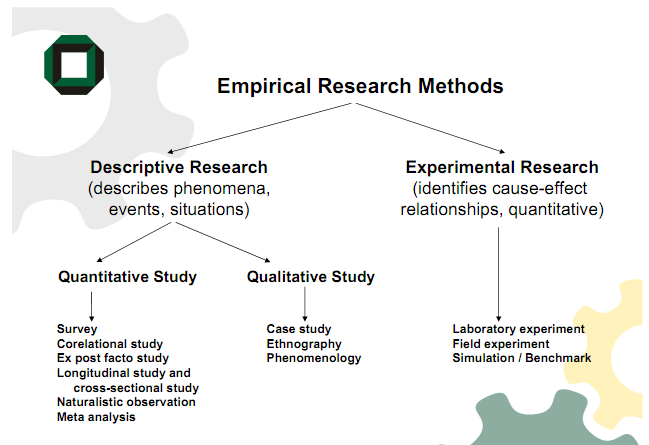 Empirical Research Methods
Descriptive Research
(describes phenomena,
events, situations)
Experimental Research
(identifies cause-effect
relationships, quantitative)
Quantitative Study
Qualitative Study
Survey
Corelational study
Ex post facto study
Longitudinal study and
cross-sectional study
Naturalistic observation
Meta analysis
Case study
Ethnography
Phenomenology
Laboratory experiment
Field experiment
Simulation / Benchmark